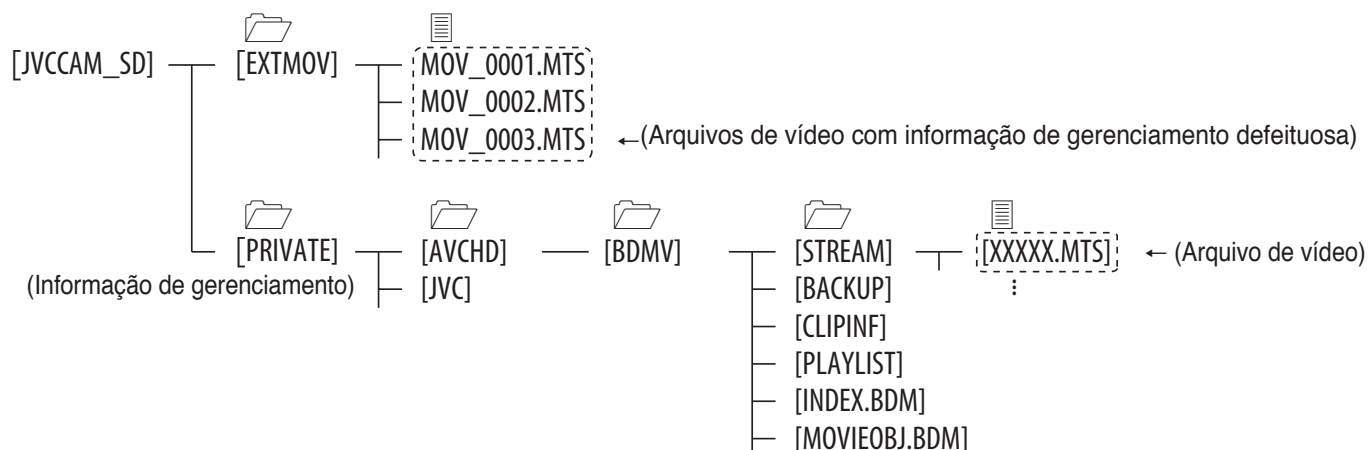 [JVCCAM_SD] [EXTMOV] MOV_0001.MTS
MOV_0002.MTS
MOV_0003.MTS ←(Arquivos de vídeo com informação de gerenciamento defeituosa)
[PRIVATE] [AVCHD] [BDMV] [STREAM] [XXXXX.MTS] ← (Arquivo de vídeo)
(Informação de gerenciamento) [JVC] [BACKUP]
[CLIPINF]
[PLAYLIST]
[INDEX.BDM]
[MOVIEOBJ.BDM]